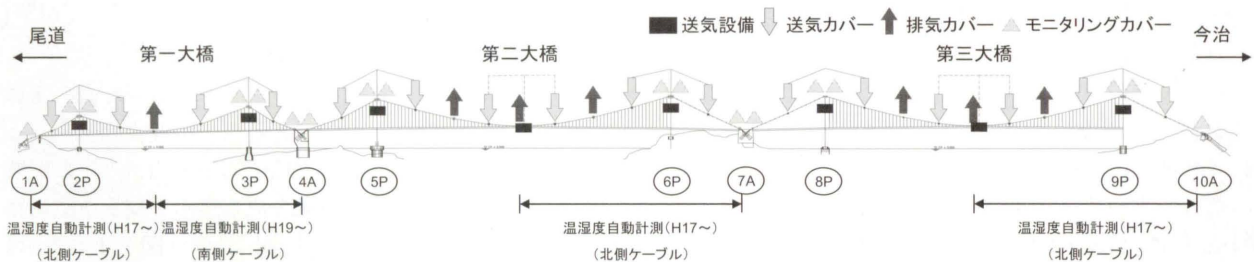 送気設備 送気カバー 排気カバー モニタリングカバー
尾道 今治
第一大橋 第二大橋 第三大橋
1A 2P 3P 4A 5P 6P 7A 8P 9P 10A
温湿度自動計測(H17～) 温湿度自動計測(H19～) 温湿度自動計測(H17～) 温湿度自動計測(H17～)
(北側ケーブル) (南側ケーブル) (北側ケーブル) (北側ケーブル)